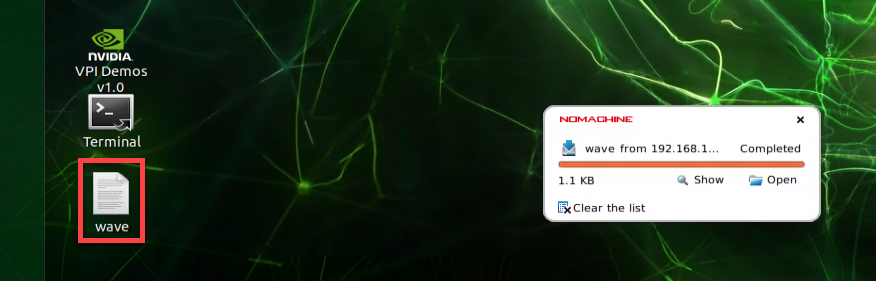 NVIDIA.
VPI Demos
v1.0
Terminal
wave
NOMACHINE
wave from 192.168.1... Completed
1.1 KB Show Open
Clear the list